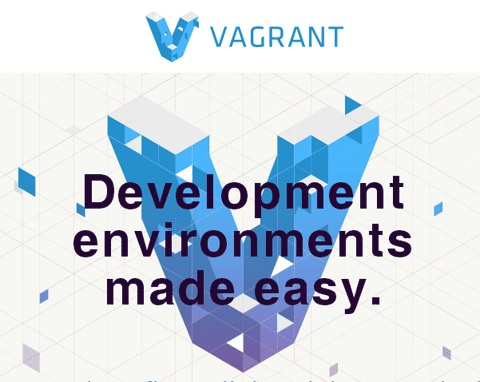 VAGRANT
Development
environments
made easy.